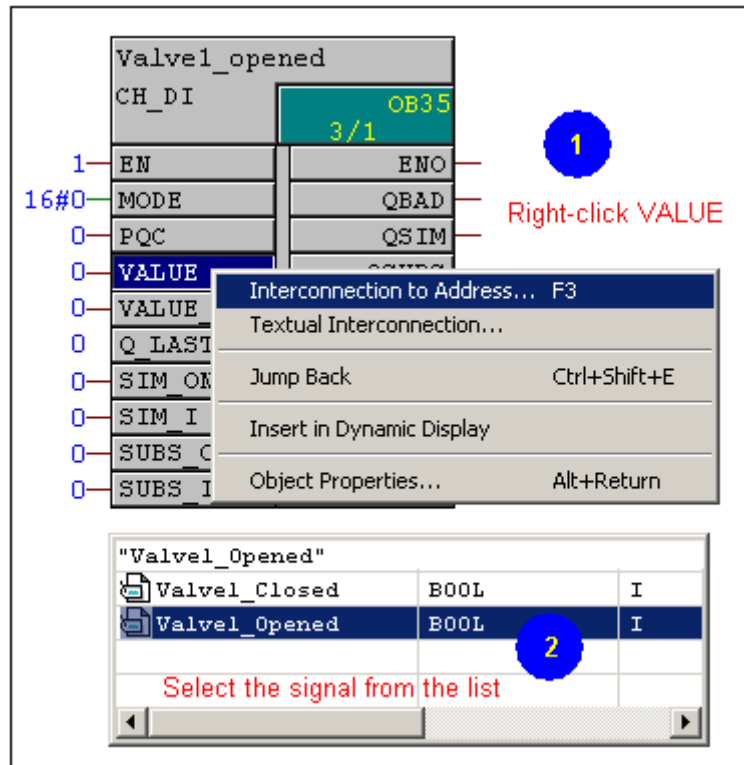 Valve1_opened
CH_DI OB35
3/1
1 EN ENO 1
16#0 MODE QBAD Right-click VALUE
0 PQC QSIM
0 VALUE
Interconnection to Address... F3
0 VALUE_
Textual Interconnection...
0 Q_LAST
0 SIM_ON Jump Back Ctrl+Shift+E
0 SIM_I Insert in Dynamic Display
0 SUBS_
0 SUBS_I Object Properties... Alt+Return
"Valve1_Opened"
Valve1_Closed BOOL I
Valve1_Opened BOOL I
2
Select the signal from the list